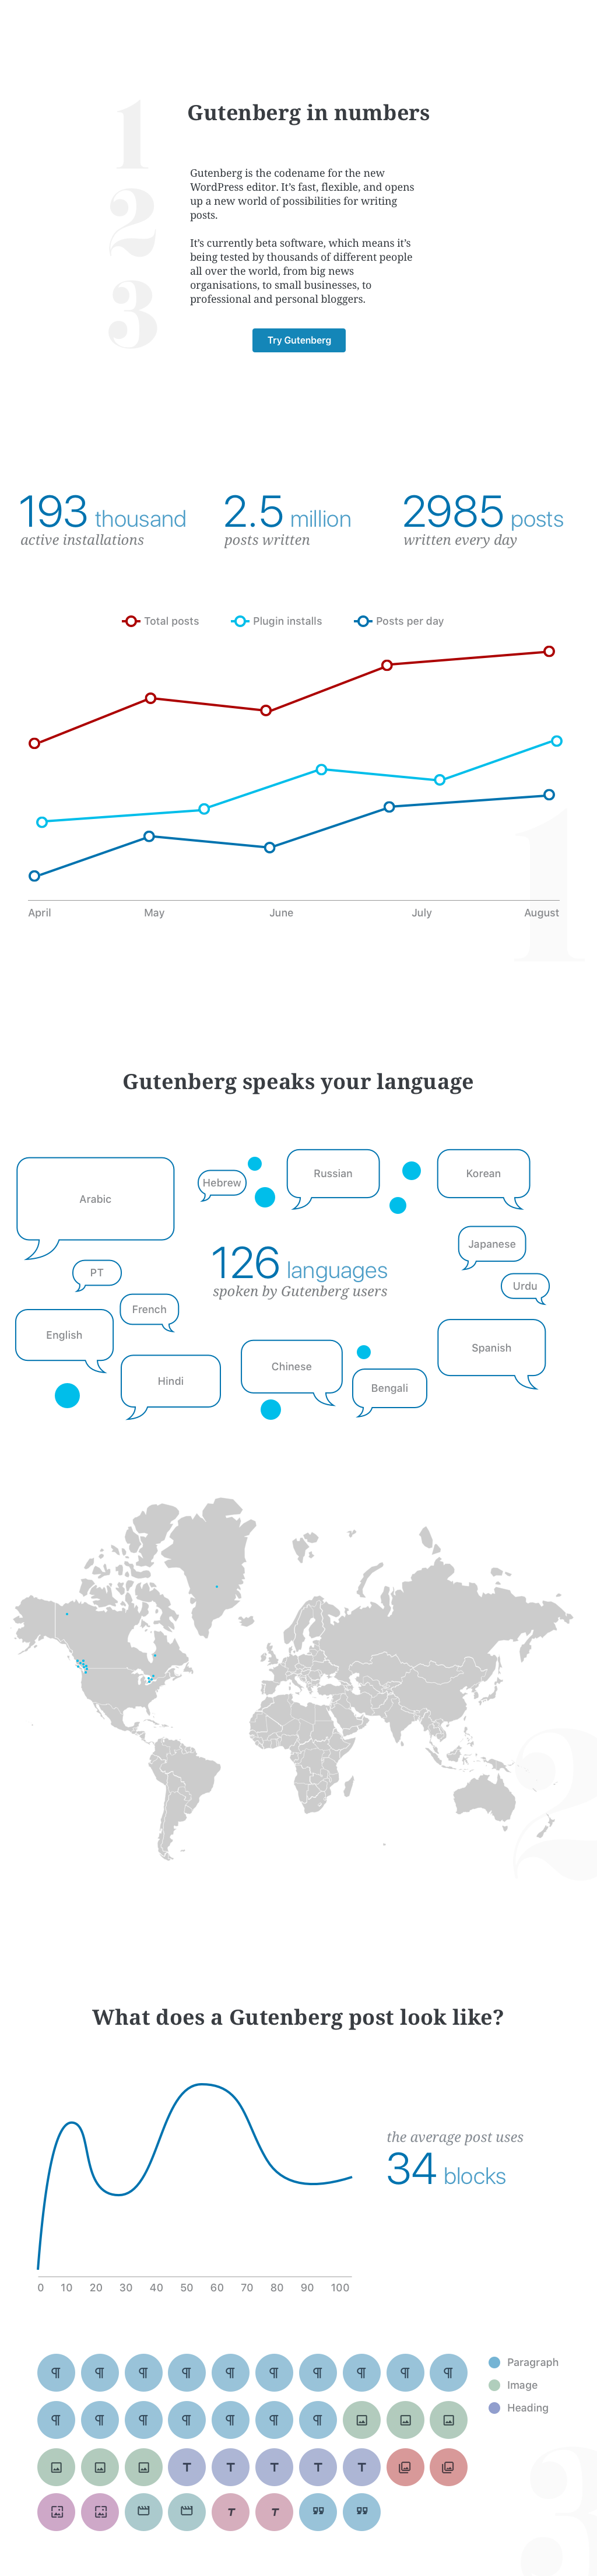 1
2
3
Gutenberg in numbers
Gutenberg is the codename for the new
WordPress editor. It’s fast, flexible, and opens
up a new world of possibilities for writing
posts.
It’s currently beta software, which means it’s
being tested by thousands of different people
all over the world, from big news
organisations, to small businesses, to
professional and personal bloggers.
Try Gutenberg
193 thousand
active installations
2.5 million
posts written
2985 posts
written every day
Total posts
Plugin installs
Posts per day
1
April May June July August
Gutenberg speaks your language
Arabic
Hebrew
Russian
Korean
Japanese
Urdu
PT
French
126 languages
spoken by Gutenberg users
English
Hindi
Chinese
Bengali
Spanish
2
What does a Gutenberg post look like?
the average post uses
34 blocks
0 10 20 30 40 50 60 70 80 90 100
Paragraph
Image
Heading
¶ ¶ ¶ ¶ ¶ ¶ ¶ ¶ ¶ ¶
¶ ¶ ¶ ¶ ¶ ¶ ¶
T T T T T
T T
3